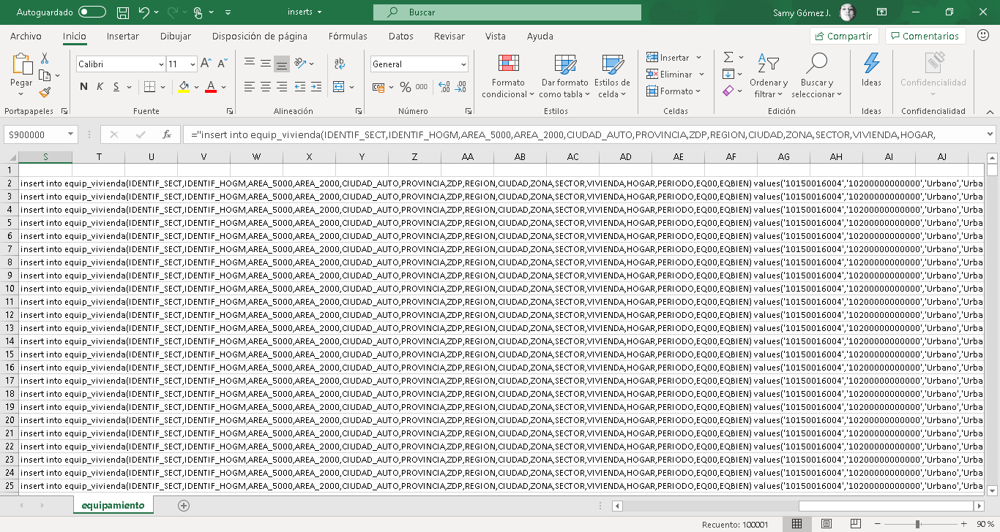 Autoguardado inserts Buscar Samy Gómez J.
Archivo Inicio Insertar Dibujar Disposición de página Fórmulas Datos Revisar Vista Ayuda Compartir Comentarios
Pegar
Calibri 11
N K S
A A
A
ab
General
% 000
Formato condicional
Dar formato como tabla
Estilos de celda
Insertar
Eliminar
Formato
Ordenar y filtrar
Buscar y seleccionar
Ideas
Confidencialidad
Portapapeles Fuente Alineación Número Estilos Celdas Edición Ideas Confidencialidad
S900000 fx ="insert into equip_vivienda(IDENTIF_SECT,IDENTIF_HOGM,AREA_5000,AREA_2000,CIUDAD_AUTO,PROVINCIA,ZDP,REGION,CIUDAD,ZONA,SECTOR,VIVIENDA,HOGAR,
S T U V W X Y Z AA AB AC AD AE AF AG AH AI AJ
1
2 insert into equip_vivienda(IDENTIF_SECT,IDENTIF_HOGM,AREA_5000,AREA_2000,CIUDAD_AUTO,PROVINCIA,ZDP,REGION,CIUDAD,ZONA,SECTOR,VIVIENDA,HOGAR,PERIODO,EQ00,EQBIEN) values('10150016004','10200000000000','Urbano','Urba
3 insert into equip_vivienda(IDENTIF_SECT,IDENTIF_HOGM,AREA_5000,AREA_2000,CIUDAD_AUTO,PROVINCIA,ZDP,REGION,CIUDAD,ZONA,SECTOR,VIVIENDA,HOGAR,PERIODO,EQ00,EQBIEN) values('10150016004','10200000000000','Urbano','Urba
4 insert into equip_vivienda(IDENTIF_SECT,IDENTIF_HOGM,AREA_5000,AREA_2000,CIUDAD_AUTO,PROVINCIA,ZDP,REGION,CIUDAD,ZONA,SECTOR,VIVIENDA,HOGAR,PERIODO,EQ00,EQBIEN) values('10150016004','10200000000000','Urbano','Urba
5 insert into equip_vivienda(IDENTIF_SECT,IDENTIF_HOGM,AREA_5000,AREA_2000,CIUDAD_AUTO,PROVINCIA,ZDP,REGION,CIUDAD,ZONA,SECTOR,VIVIENDA,HOGAR,PERIODO,EQ00,EQBIEN) values('10150016004','10200000000000','Urbano','Urba
6 insert into equip_vivienda(IDENTIF_SECT,IDENTIF_HOGM,AREA_5000,AREA_2000,CIUDAD_AUTO,PROVINCIA,ZDP,REGION,CIUDAD,ZONA,SECTOR,VIVIENDA,HOGAR,PERIODO,EQ00,EQBIEN) values('10150016004','10200000000000','Urbano','Urba
7 insert into equip_vivienda(IDENTIF_SECT,IDENTIF_HOGM,AREA_5000,AREA_2000,CIUDAD_AUTO,PROVINCIA,ZDP,REGION,CIUDAD,ZONA,SECTOR,VIVIENDA,HOGAR,PERIODO,EQ00,EQBIEN) values('10150016004','10200000000000','Urbano','Urba
8 insert into equip_vivienda(IDENTIF_SECT,IDENTIF_HOGM,AREA_5000,AREA_2000,CIUDAD_AUTO,PROVINCIA,ZDP,REGION,CIUDAD,ZONA,SECTOR,VIVIENDA,HOGAR,PERIODO,EQ00,EQBIEN) values('10150016004','10200000000000','Urbano','Urba
9 insert into equip_vivienda(IDENTIF_SECT,IDENTIF_HOGM,AREA_5000,AREA_2000,CIUDAD_AUTO,PROVINCIA,ZDP,REGION,CIUDAD,ZONA,SECTOR,VIVIENDA,HOGAR,PERIODO,EQ00,EQBIEN) values('10150016004','10200000000000','Urbano','Urba
10 insert into equip_vivienda(IDENTIF_SECT,IDENTIF_HOGM,AREA_5000,AREA_2000,CIUDAD_AUTO,PROVINCIA,ZDP,REGION,CIUDAD,ZONA,SECTOR,VIVIENDA,HOGAR,PERIODO,EQ00,EQBIEN) values('10150016004','10200000000000','Urbano','Urba
11 insert into equip_vivienda(IDENTIF_SECT,IDENTIF_HOGM,AREA_5000,AREA_2000,CIUDAD_AUTO,PROVINCIA,ZDP,REGION,CIUDAD,ZONA,SECTOR,VIVIENDA,HOGAR,PERIODO,EQ00,EQBIEN) values('10150016004','10200000000000','Urbano','Urba
12 insert into equip_vivienda(IDENTIF_SECT,IDENTIF_HOGM,AREA_5000,AREA_2000,CIUDAD_AUTO,PROVINCIA,ZDP,REGION,CIUDAD,ZONA,SECTOR,VIVIENDA,HOGAR,PERIODO,EQ00,EQBIEN) values('10150016004','10200000000000','Urbano','Urba
13 insert into equip_vivienda(IDENTIF_SECT,IDENTIF_HOGM,AREA_5000,AREA_2000,CIUDAD_AUTO,PROVINCIA,ZDP,REGION,CIUDAD,ZONA,SECTOR,VIVIENDA,HOGAR,PERIODO,EQ00,EQBIEN) values('10150016004','10200000000000','Urbano','Urba
14 insert into equip_vivienda(IDENTIF_SECT,IDENTIF_HOGM,AREA_5000,AREA_2000,CIUDAD_AUTO,PROVINCIA,ZDP,REGION,CIUDAD,ZONA,SECTOR,VIVIENDA,HOGAR,PERIODO,EQ00,EQBIEN) values('10150016004','10200000000000','Urbano','Urba
15 insert into equip_vivienda(IDENTIF_SECT,IDENTIF_HOGM,AREA_5000,AREA_2000,CIUDAD_AUTO,PROVINCIA,ZDP,REGION,CIUDAD,ZONA,SECTOR,VIVIENDA,HOGAR,PERIODO,EQ00,EQBIEN) values('10150016004','10200000000000','Urbano','Urba
16 insert into equip_vivienda(IDENTIF_SECT,IDENTIF_HOGM,AREA_5000,AREA_2000,CIUDAD_AUTO,PROVINCIA,ZDP,REGION,CIUDAD,ZONA,SECTOR,VIVIENDA,HOGAR,PERIODO,EQ00,EQBIEN) values('10150016004','10200000000000','Urbano','Urba
17 insert into equip_vivienda(IDENTIF_SECT,IDENTIF_HOGM,AREA_5000,AREA_2000,CIUDAD_AUTO,PROVINCIA,ZDP,REGION,CIUDAD,ZONA,SECTOR,VIVIENDA,HOGAR,PERIODO,EQ00,EQBIEN) values('10150016004','10200000000000','Urbano','Urba
18 insert into equip_vivienda(IDENTIF_SECT,IDENTIF_HOGM,AREA_5000,AREA_2000,CIUDAD_AUTO,PROVINCIA,ZDP,REGION,CIUDAD,ZONA,SECTOR,VIVIENDA,HOGAR,PERIODO,EQ00,EQBIEN) values('10150016004','10200000000000','Urbano','Urba
19 insert into equip_vivienda(IDENTIF_SECT,IDENTIF_HOGM,AREA_5000,AREA_2000,CIUDAD_AUTO,PROVINCIA,ZDP,REGION,CIUDAD,ZONA,SECTOR,VIVIENDA,HOGAR,PERIODO,EQ00,EQBIEN) values('10150016004','10200000000000','Urbano','Urba
20 insert into equip_vivienda(IDENTIF_SECT,IDENTIF_HOGM,AREA_5000,AREA_2000,CIUDAD_AUTO,PROVINCIA,ZDP,REGION,CIUDAD,ZONA,SECTOR,VIVIENDA,HOGAR,PERIODO,EQ00,EQBIEN) values('10150016004','10200000000000','Urbano','Urba
21 insert into equip_vivienda(IDENTIF_SECT,IDENTIF_HOGM,AREA_5000,AREA_2000,CIUDAD_AUTO,PROVINCIA,ZDP,REGION,CIUDAD,ZONA,SECTOR,VIVIENDA,HOGAR,PERIODO,EQ00,EQBIEN) values('10150016004','10200000000000','Urbano','Urba
22 insert into equip_vivienda(IDENTIF_SECT,IDENTIF_HOGM,AREA_5000,AREA_2000,CIUDAD_AUTO,PROVINCIA,ZDP,REGION,CIUDAD,ZONA,SECTOR,VIVIENDA,HOGAR,PERIODO,EQ00,EQBIEN) values('10150016004','10200000000000','Urbano','Urba
23 insert into equip_vivienda(IDENTIF_SECT,IDENTIF_HOGM,AREA_5000,AREA_2000,CIUDAD_AUTO,PROVINCIA,ZDP,REGION,CIUDAD,ZONA,SECTOR,VIVIENDA,HOGAR,PERIODO,EQ00,EQBIEN) values('10150016004','10200000000000','Urbano','Urba
24 insert into equip_vivienda(IDENTIF_SECT,IDENTIF_HOGM,AREA_5000,AREA_2000,CIUDAD_AUTO,PROVINCIA,ZDP,REGION,CIUDAD,ZONA,SECTOR,VIVIENDA,HOGAR,PERIODO,EQ00,EQBIEN) values('10150016004','10200000000000','Urbano','Urba
25 insert into equip_vivienda(IDENTIF_SECT,IDENTIF_HOGM,AREA_5000,AREA_2000,CIUDAD_AUTO,PROVINCIA,ZDP,REGION,CIUDAD,ZONA,SECTOR,VIVIENDA,HOGAR,PERIODO,EQ00,EQBIEN) values('10150016004','10200000000000','Urbano','Urba
equipamiento
Recuento: 100001 90 %